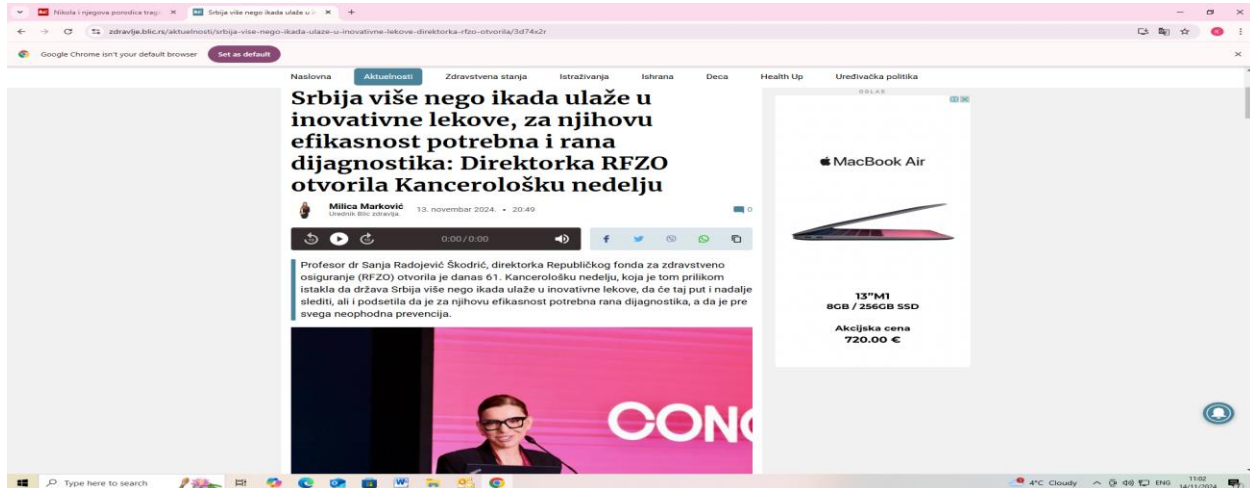 Nikola i njegova porodica tragi
Srbija više nego ikada ulaže u i
zdravlje.blic.rs/aktuelnosti/srbija-vise-nego-ikada-ulaze-u-inovativne-lekove-direktorka-rfzo-otvorila/3d74x2r
Google Chrome isn't your default browser
Set as default
Naslovna Aktuelnosti Zdravstvena stanja Istraživanja Ishrana Deca Health Up Uređivačka politika
Srbija više nego ikada ulaže u
inovativne lekove, za njihovu
efikasnost potrebna i rana
dijagnostika: Direktorka RFZO
otvorila Kancerološku nedelju
Milica Marković
Urednik Blic zdravlja.
13. novembar 2024. • 20:49
0
0:00 / 0:00
Profesor dr Sanja Radojević Škodrić, direktorka Republičkog fonda za zdravstveno
osiguranje (RFZO) otvorila je danas 61. Kancerološku nedelju, koja je tom prilikom
istakla da država Srbija više nego ikada ulaže u inovativne lekove, da će taj put i nadalje
slediti, ali i podsetila da je za njihovu efikasnost potrebna rana dijagnostika, a da je pre
svega neophodna prevencija.
CONG
OGLAS
MacBook Air
13"M1
8GB / 256GB SSD
Akcijska cena
720.00 €
Type here to search
4°C Cloudy
ENG
11:02
14/11/2024